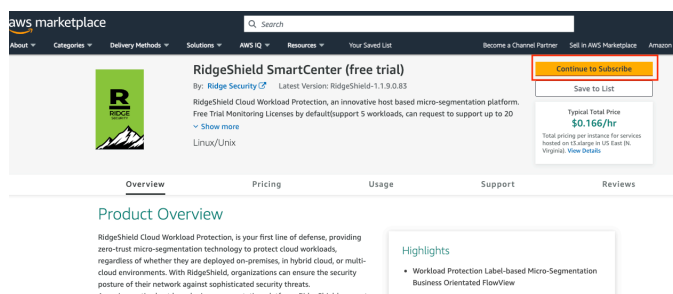 aws marketplace
Search
About
Categories
Delivery Methods
Solutions
AWS IQ
Resources
Your Saved List
Become a Channel Partner
Sell in AWS Marketplace
Amazon
R
RIDGE
SECURITY
RidgeShield SmartCenter (free trial)
By: Ridge Security Latest Version: RidgeShield-1.1.9.0.83
RidgeShield Cloud Workload Protection, an innovative host based micro-segmentation platform.
Free Trial Monitoring Licenses by default(support 5 workloads, can request to support up to 20
Show more
Linux/Unix
Continue to Subscribe
Save to List
Typical Total Price
$0.166/hr
Total pricing per instance for services
hosted on t3.xlarge in US East (N.
Virginia). View Details
Overview
Pricing
Usage
Support
Reviews
Product Overview
RidgeShield Cloud Workload Protection, is your first line of defense, providing
zero-trust micro-segmentation technology to protect cloud workloads,
regardless of whether they are deployed on-premises, in hybrid cloud, or multi-
cloud environments. With RidgeShield, organizations can ensure the security
posture of their network against sophisticated security threats.
Highlights
Workload Protection Label-based Micro-Segmentation
Business Orientated FlowView